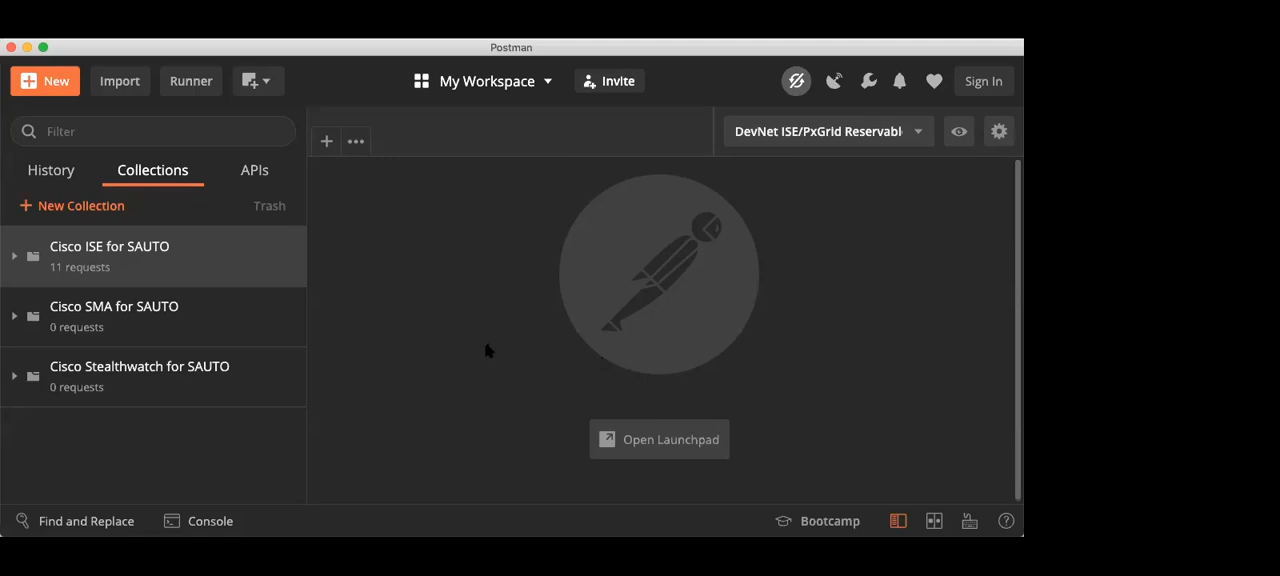 Postman
New
Import
Runner
My Workspace
Invite
Sign In
Filter
DevNet ISE/PxGrid Reservabl
History
Collections
APIs
New Collection
Trash
Cisco ISE for SAUTO
11 requests
Cisco SMA for SAUTO
0 requests
Cisco Stealthwatch for SAUTO
0 requests
Open Launchpad
Find and Replace
Console
Bootcamp